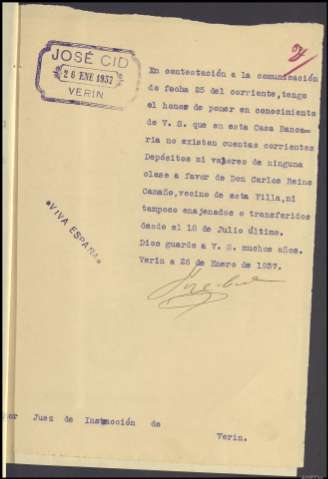 JOSÉ CID
26 ENE 1937
VERIN
En contestación a la comunicación
de fecha 25 del corriente,tengo
el honor de poner en conocimiento
de V. S. que en esta Casa Banca-
ria no existen cuentas corrientes
Depósitos ni valores de ninguna
clase a favor de Don Carlos Reino
Camaño,vecino de esta Villa,ni
tampoco enajenados o transferidos
desde el 18 de Julio último.
Dios guarde a V. S. muchos años.
Verin a 26 de Enero de 1937.
"VIVA ESPAÑA"
Juez de Instrucción de
Verin.